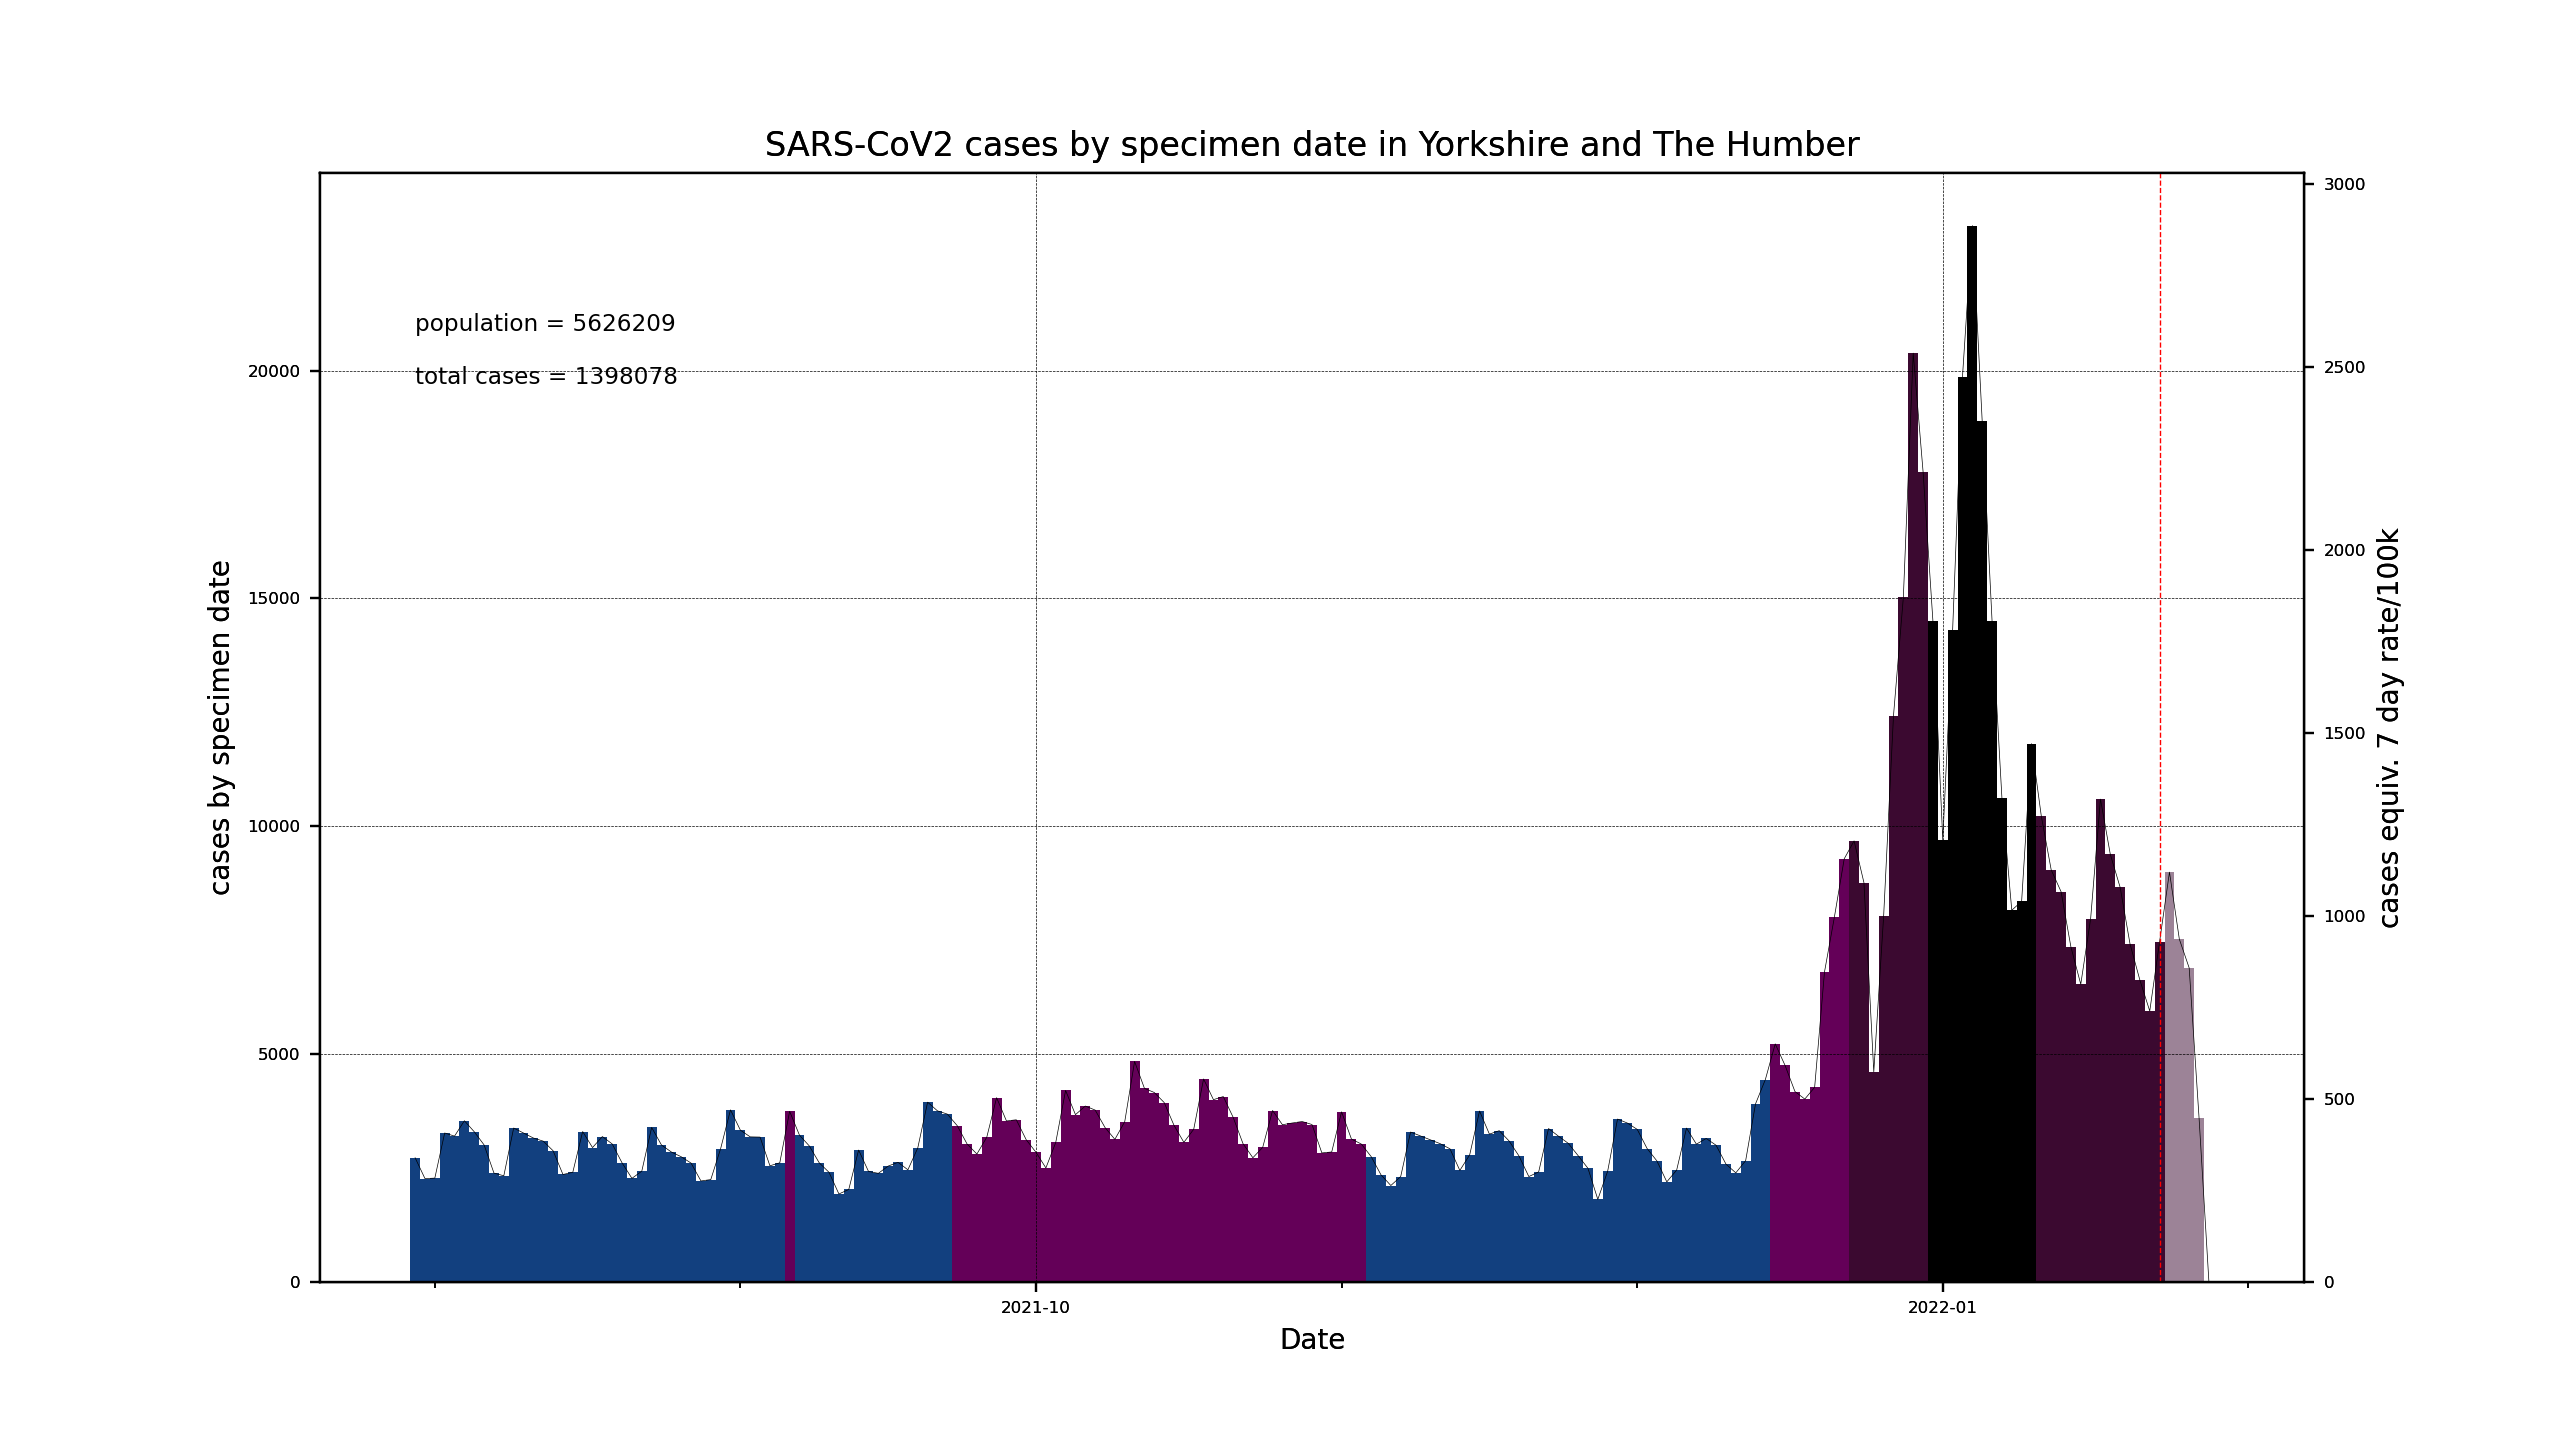 SARS-CoV2 cases by specimen date in Yorkshire and The Humber
population = 5626209
total cases = 1398078
cases by specimen date
20000
15000
10000
5000
0
3000
2500
2000
1500
1000
500
0
cases equiv. 7 day rate/100k
2021-10
2022-01
Date